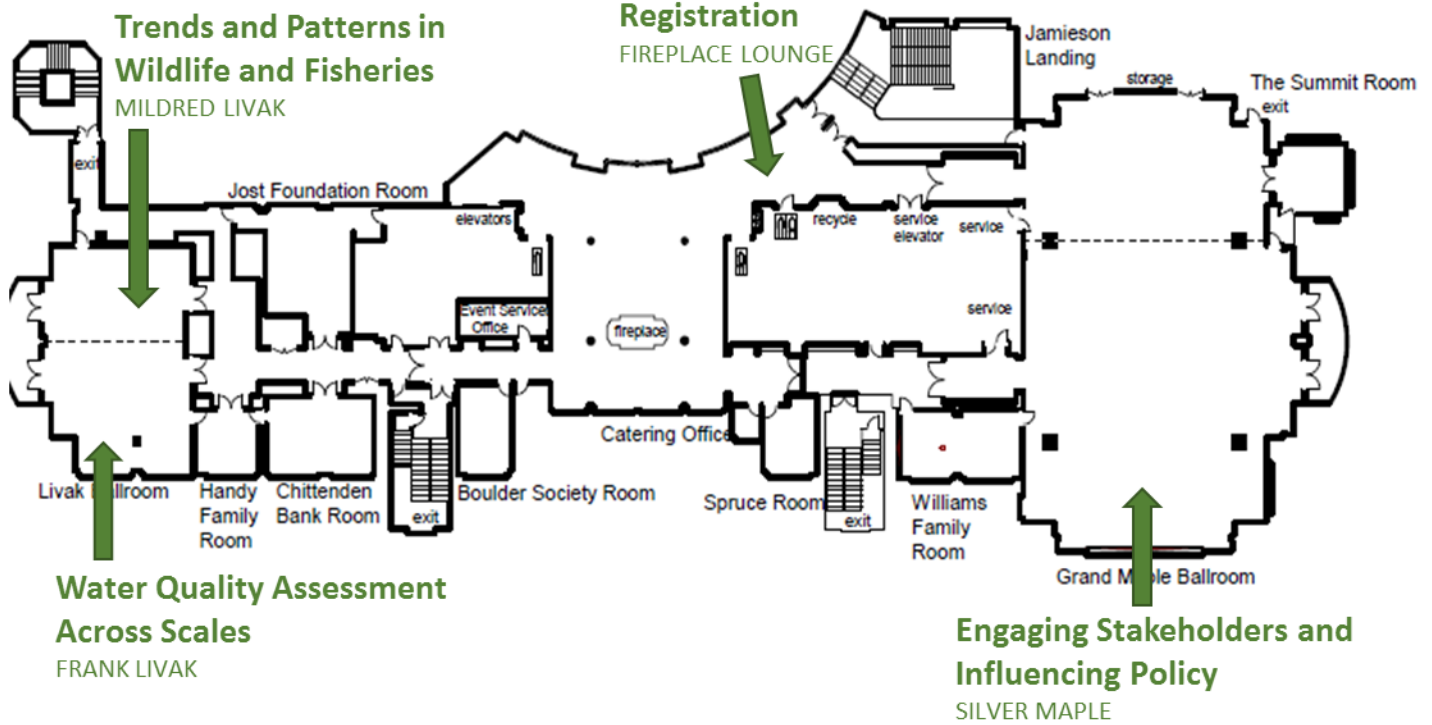 Trends and Patterns in
Wildlife and Fisheries
MILDRED LIVAK
Registration
FIREPLACE LOUNGE
Jamieson
Landing
storage
The Summit Room
exit
exit
Jost Foundation Room
elevators
recycle
service
elevator
service
Event Service
Office
fireplace
service
Catering Office
Livak Ballroom
Handy
Family
Room
Chittenden
Bank Room
exit
Boulder Society Room
Spruce Room
exit
Williams
Family
Room
Grand Maple Ballroom
Water Quality Assessment
Across Scales
FRANK LIVAK
Engaging Stakeholders and
Influencing Policy
SILVER MAPLE